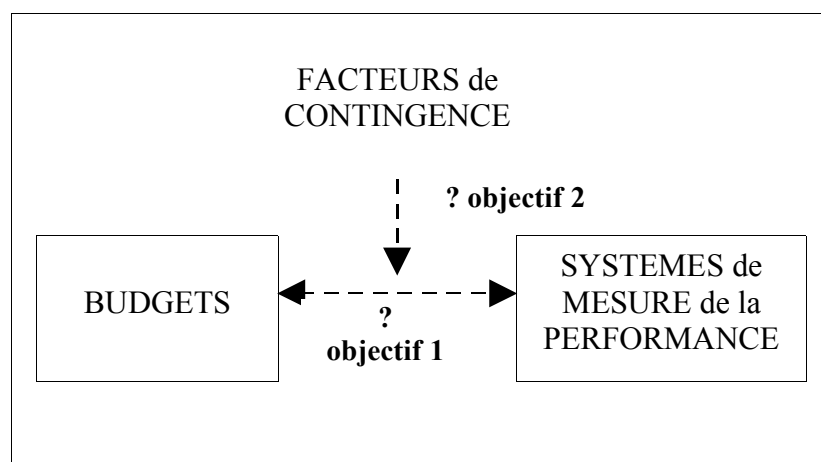 FACTEURS de
CONTINGENCE
? objectif 2
BUDGETS
?
objectif 1
SYSTEMES de
MESURE de la
PERFORMANCE